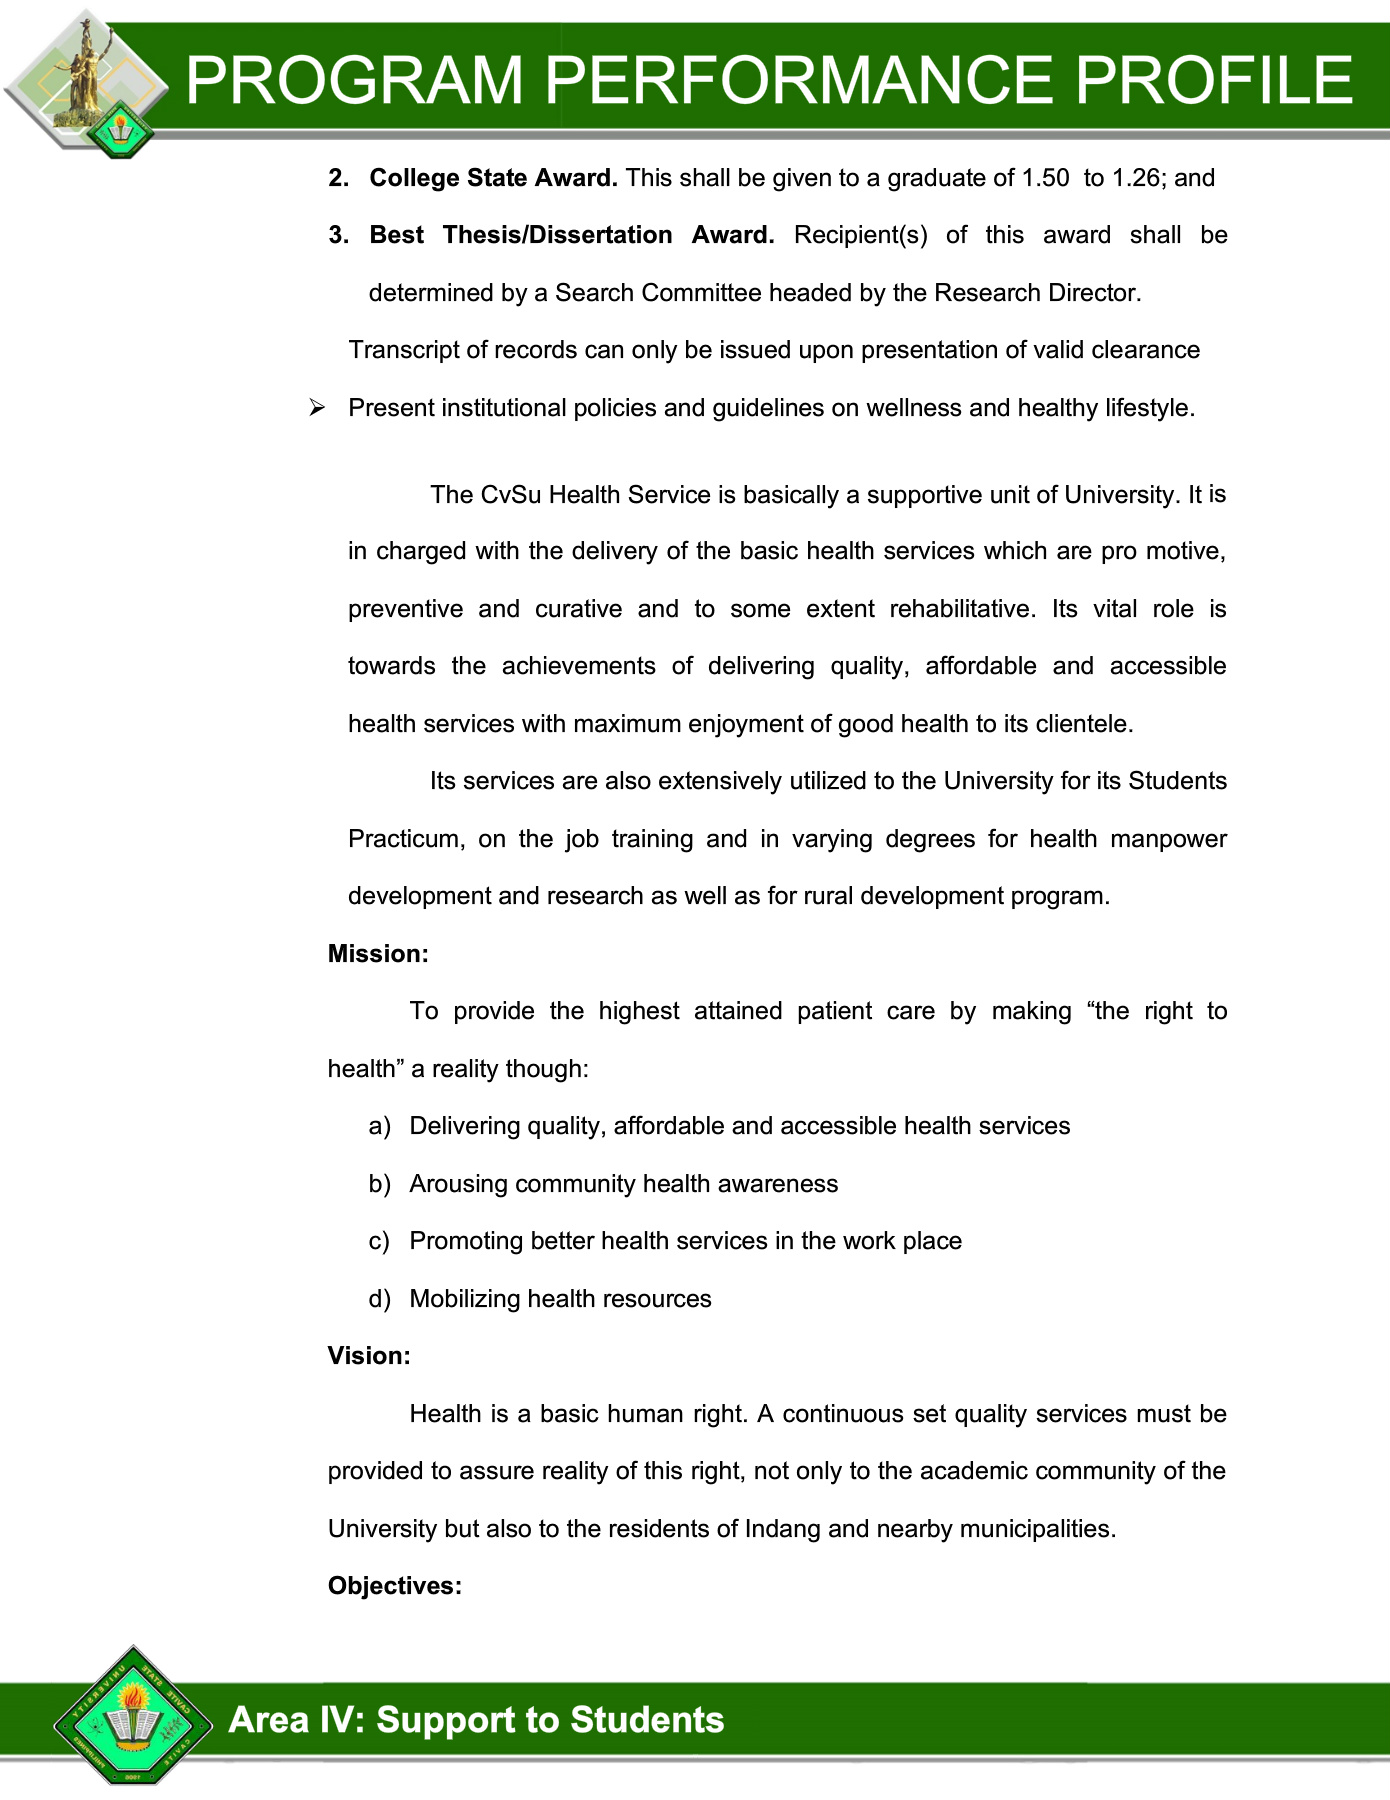 PROGRAM PERFORMANCE PROFILE
2. College State Award. This shall be given to a graduate of 1.50 to 1.26; and
3. Best Thesis/Dissertation Award. Recipient(s) of this award shall be
determined by a Search Committee headed by the Research Director.
Transcript of records can only be issued upon presentation of valid clearance
➢ Present institutional policies and guidelines on wellness and healthy lifestyle.
The CvSu Health Service is basically a supportive unit of University. It is
in charged with the delivery of the basic health services which are pro motive,
preventive and curative and to some extent rehabilitative. Its vital role is
towards the achievements of delivering quality, affordable and accessible
health services with maximum enjoyment of good health to its clientele.
Its services are also extensively utilized to the University for its Students
Practicum, on the job training and in varying degrees for health manpower
development and research as well as for rural development program.
Mission:
To provide the highest attained patient care by making “the right to
health” a reality though:
a) Delivering quality, affordable and accessible health services
b) Arousing community health awareness
c) Promoting better health services in the work place
d) Mobilizing health resources
Vision:
Health is a basic human right. A continuous set quality services must be
provided to assure reality of this right, not only to the academic community of the
University but also to the residents of Indang and nearby municipalities.
Objectives:
CAVITE STATE UNIVERSITY
CAVITE
PHILIPPINES
Area IV: Support to Students